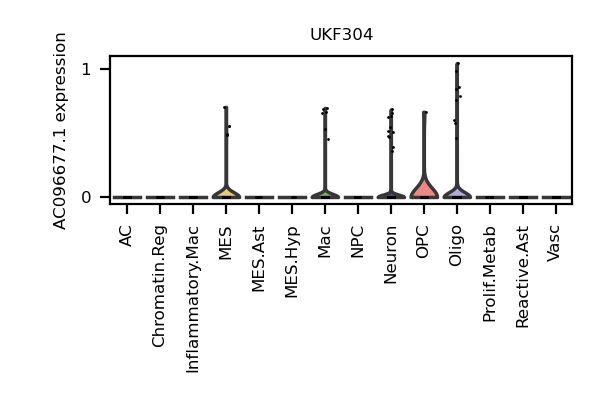 UKF304
AC096677.1 expression
1
0
AC
Chromatin.Reg
Inflammatory.Mac
MES
MES.Ast
MES.Hyp
Mac
NPC
Neuron
OPC
Oligo
Prolif.Metab
Reactive.Ast
Vasc